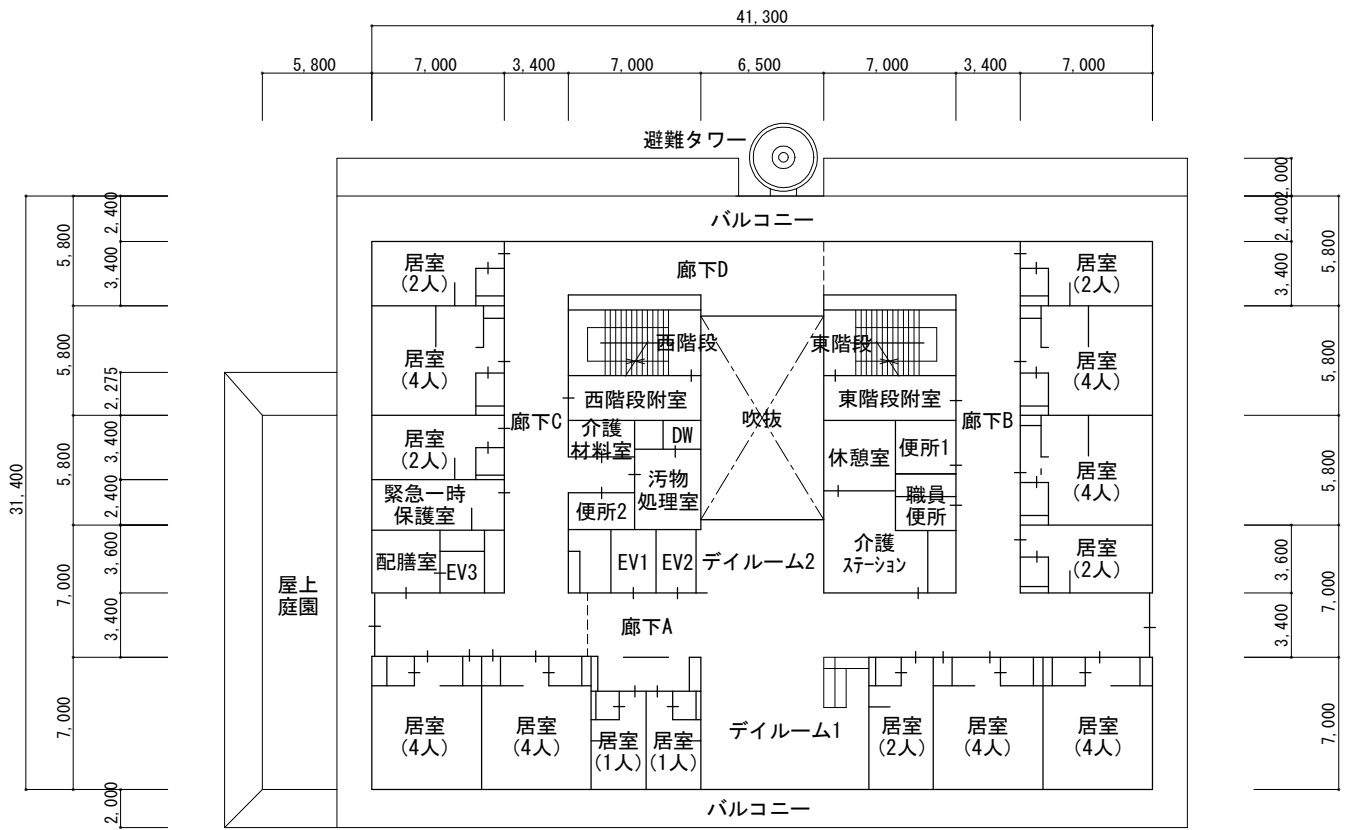 41,300
5,800
7,000
3,400
7,000
6,500
7,000
3,400
7,000
避難タワー
バルコニー
居室
(2人)
廊下D
居室
(2人)
居室
(4人)
西階段
東階段
居室
(4人)
西階段附室
吹抜
東階段附室
廊下C
介護
材料室
DW
休憩室
便所1
廊下B
居室
(2人)
汚物
処理室
居室
(4人)
緊急一時
保護室
便所2
職員
便所
配膳室
EV3
EV1
EV2
デイルーム2
介護
ステーション
居室
(2人)
屋上
庭園
廊下A
居室
(4人)
居室
(4人)
居室
(1人)
居室
(1人)
デイルーム1
居室
(2人)
居室
(4人)
居室
(4人)
バルコニー
31,400
5,800
5,800
5,800
7,000
7,000
2,000
2,400
3,400
2,275
3,400
2,400
3,600
3,400
2,000
2,400
3,400
3,600
3,400
5,800
5,800
5,800
7,000
7,000